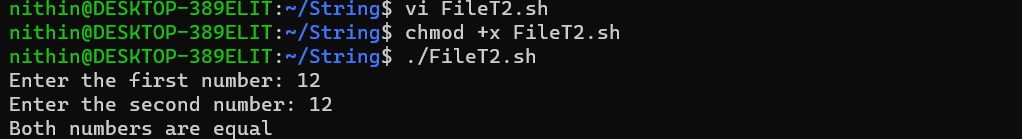 nithin@DESKTOP-389ELIT:~/String$ vi FileT2.sh
nithin@DESKTOP-389ELIT:~/String$ chmod +x FileT2.sh
nithin@DESKTOP-389ELIT:~/String$ ./FileT2.sh
Enter the first number: 12
Enter the second number: 12
Both numbers are equal